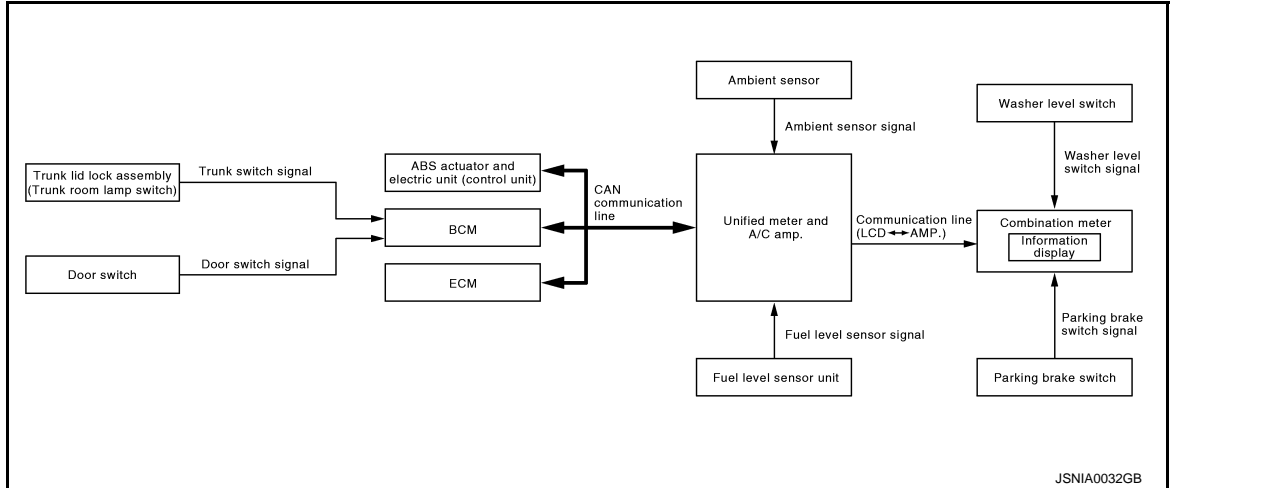 Ambient sensor
Washer level switch
Ambient sensor signal
Trunk lid lock assembly
(Trunk room lamp switch)
Trunk switch signal
ABS actuator and
electric unit (control unit)
CAN
communication
line
Washer level
switch signal
BCM
Unified meter and
A/C amp.
Communication line
(LCD ↔ AMP.)
Combination meter
Information
display
Door switch
Door switch signal
ECM
Fuel level sensor signal
Parking brake
switch signal
Fuel level sensor unit
Parking brake switch
JSNIA0032GB